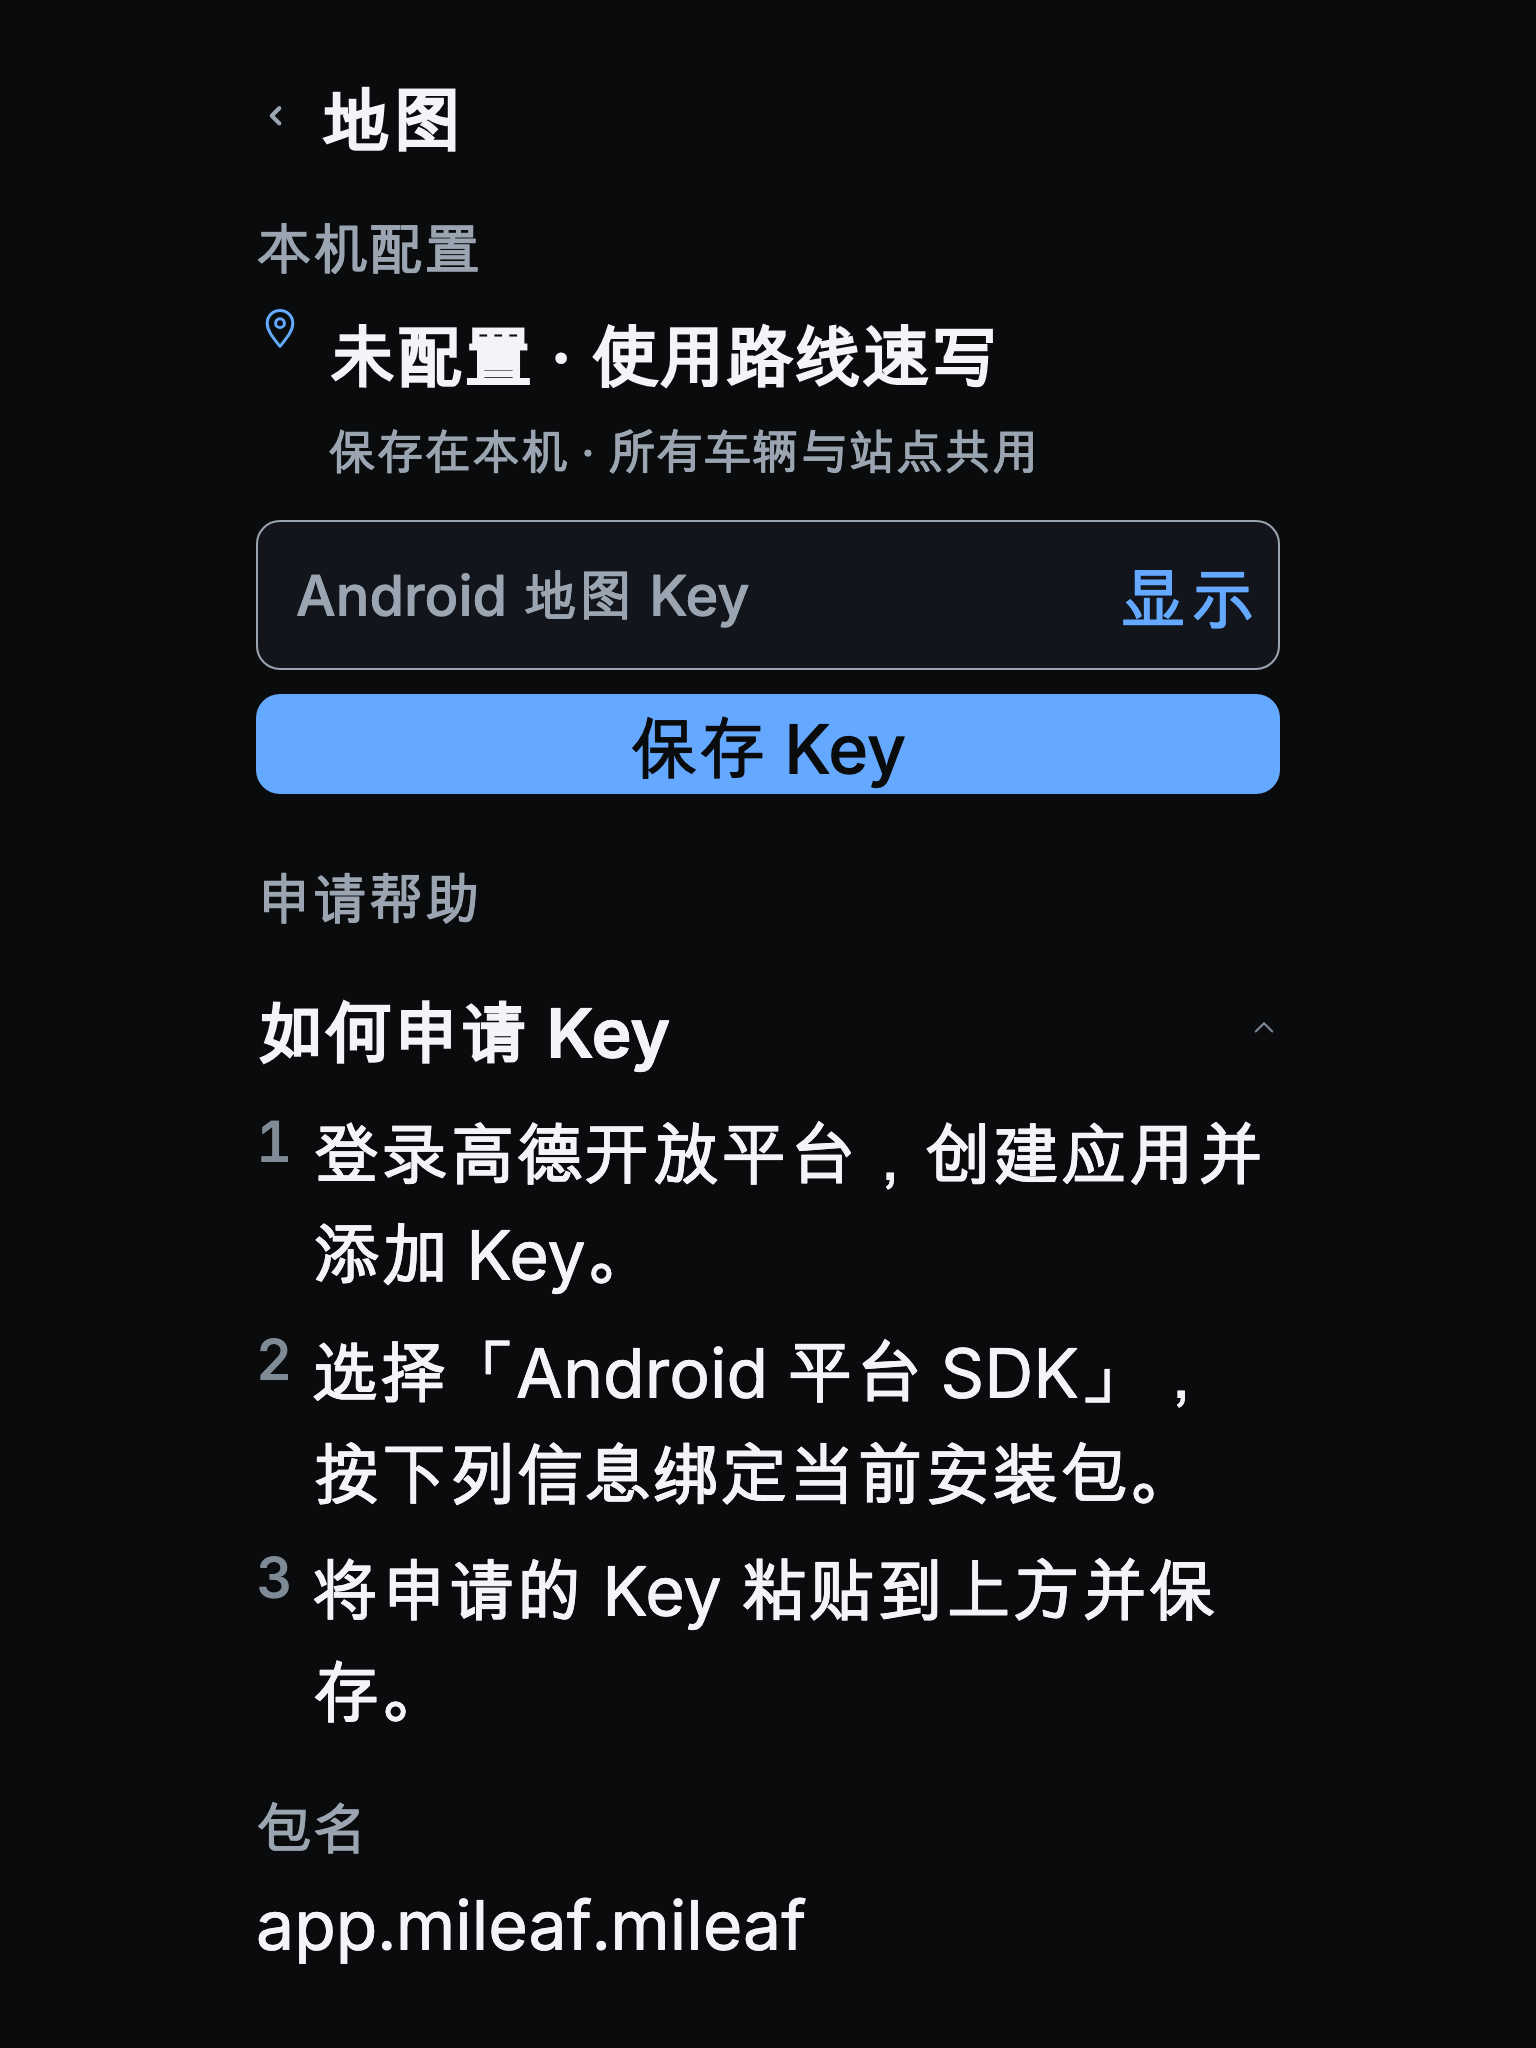 地图
本机配置
未配置 · 使用路线速写
保存在本机 · 所有车辆与站点共用
Android 地图 Key 显示
保存 Key
申请帮助
如何申请 Key
1 登录高德开放平台，创建应用并
添加 Key。
2 选择「Android 平台 SDK」，
按下列信息绑定当前安装包。
3 将申请的 Key 粘贴到上方并保
存。
包名
app.mileaf.mileaf